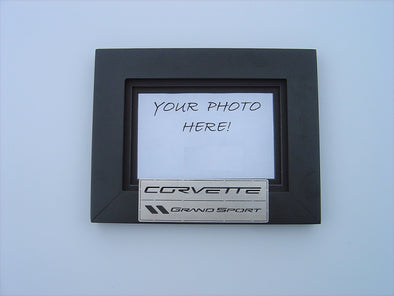 YOUR PHOTO
HERE!
CORVETTE
GRAND SPORT